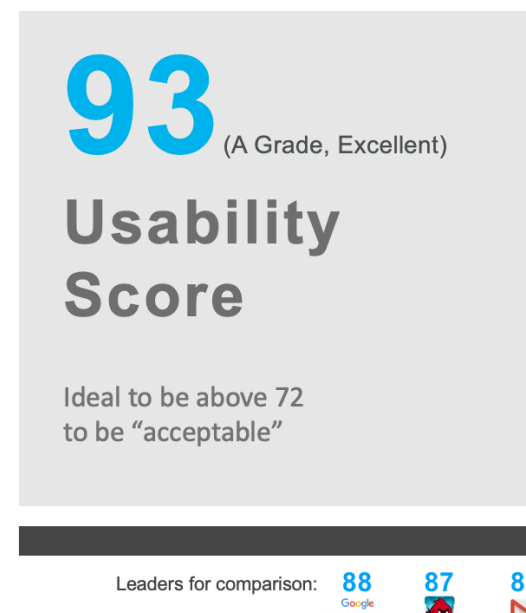 93 (A Grade, Excellent)
Usability
Score
Ideal to be above 72
to be “acceptable”
Leaders for comparison: 88 87
Google